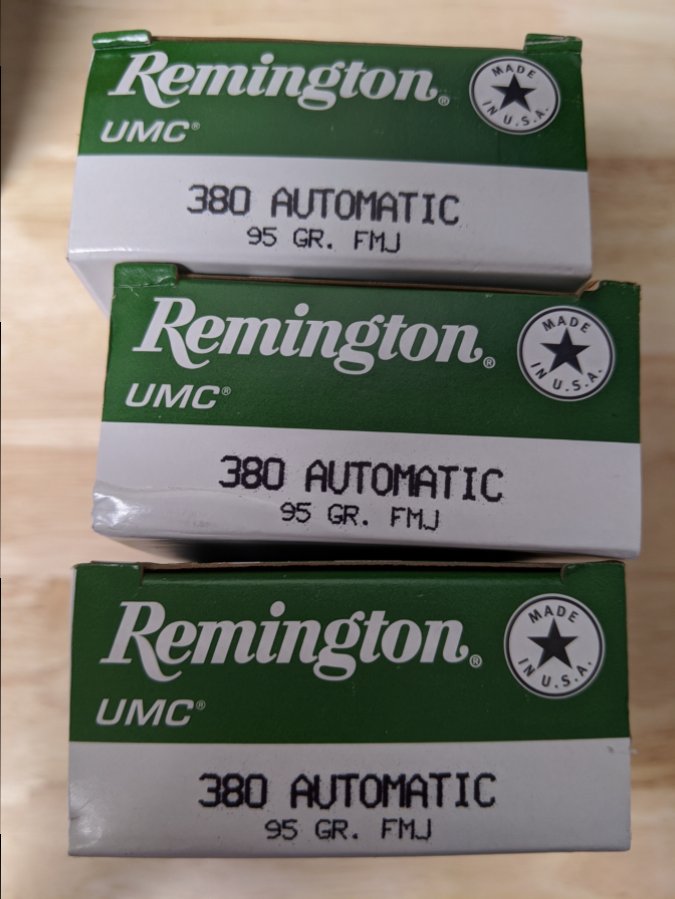 Remington®
MADE IN U.S.A.
UMC®
380 AUTOMATIC
95 GR. FMJ
Remington®
MADE IN U.S.A.
UMC®
380 AUTOMATIC
95 GR. FMJ
Remington®
MADE IN U.S.A.
UMC®
380 AUTOMATIC
95 GR. FMJ